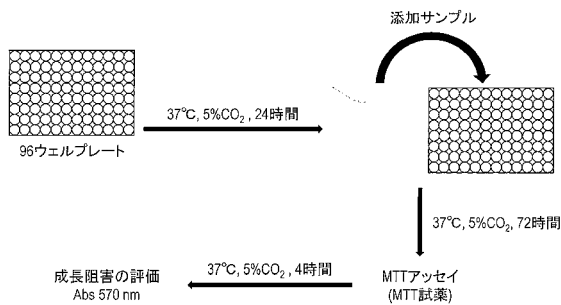 添加サンプル
37℃, 5%CO₂, 24時間
96ウェルプレート
37℃, 5%CO₂, 72時間
MTTアッセイ
(MTT試薬)
37℃, 5%CO₂, 4時間
成長阻害の評価
Abs 570 nm